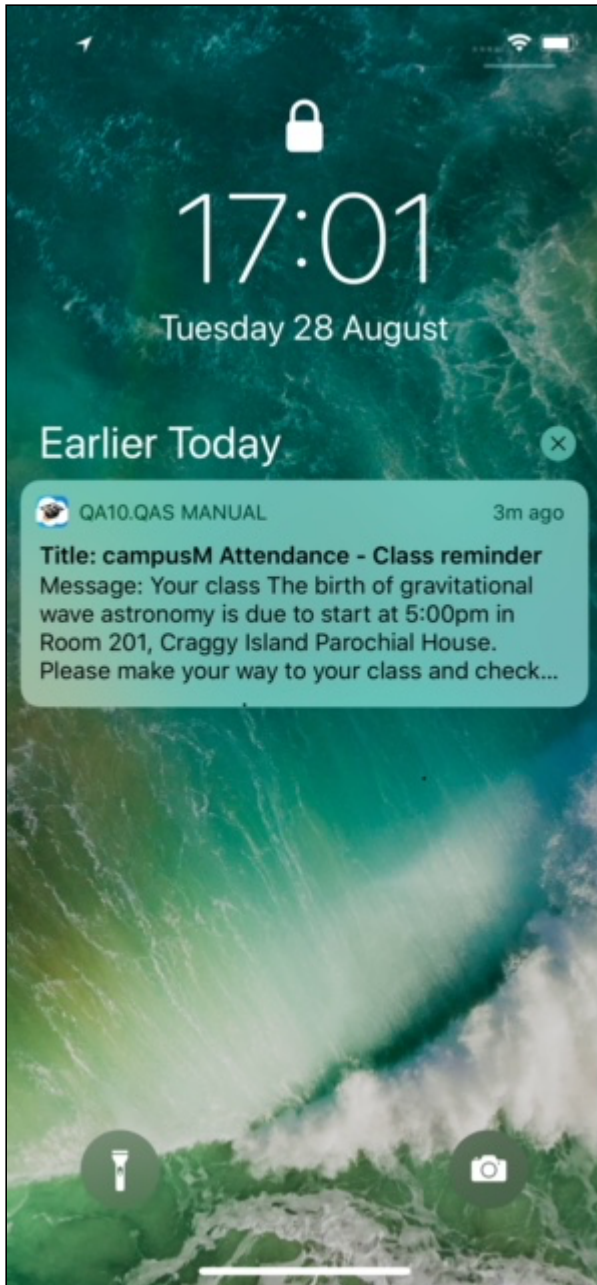 17:01
Tuesday 28 August
Earlier Today
QA10.QAS MANUAL 3m ago
Title: campusM Attendance - Class reminder
Message: Your class The birth of gravitational
wave astronomy is due to start at 5:00pm in
Room 201, Craggy Island Parochial House.
Please make your way to your class and check...